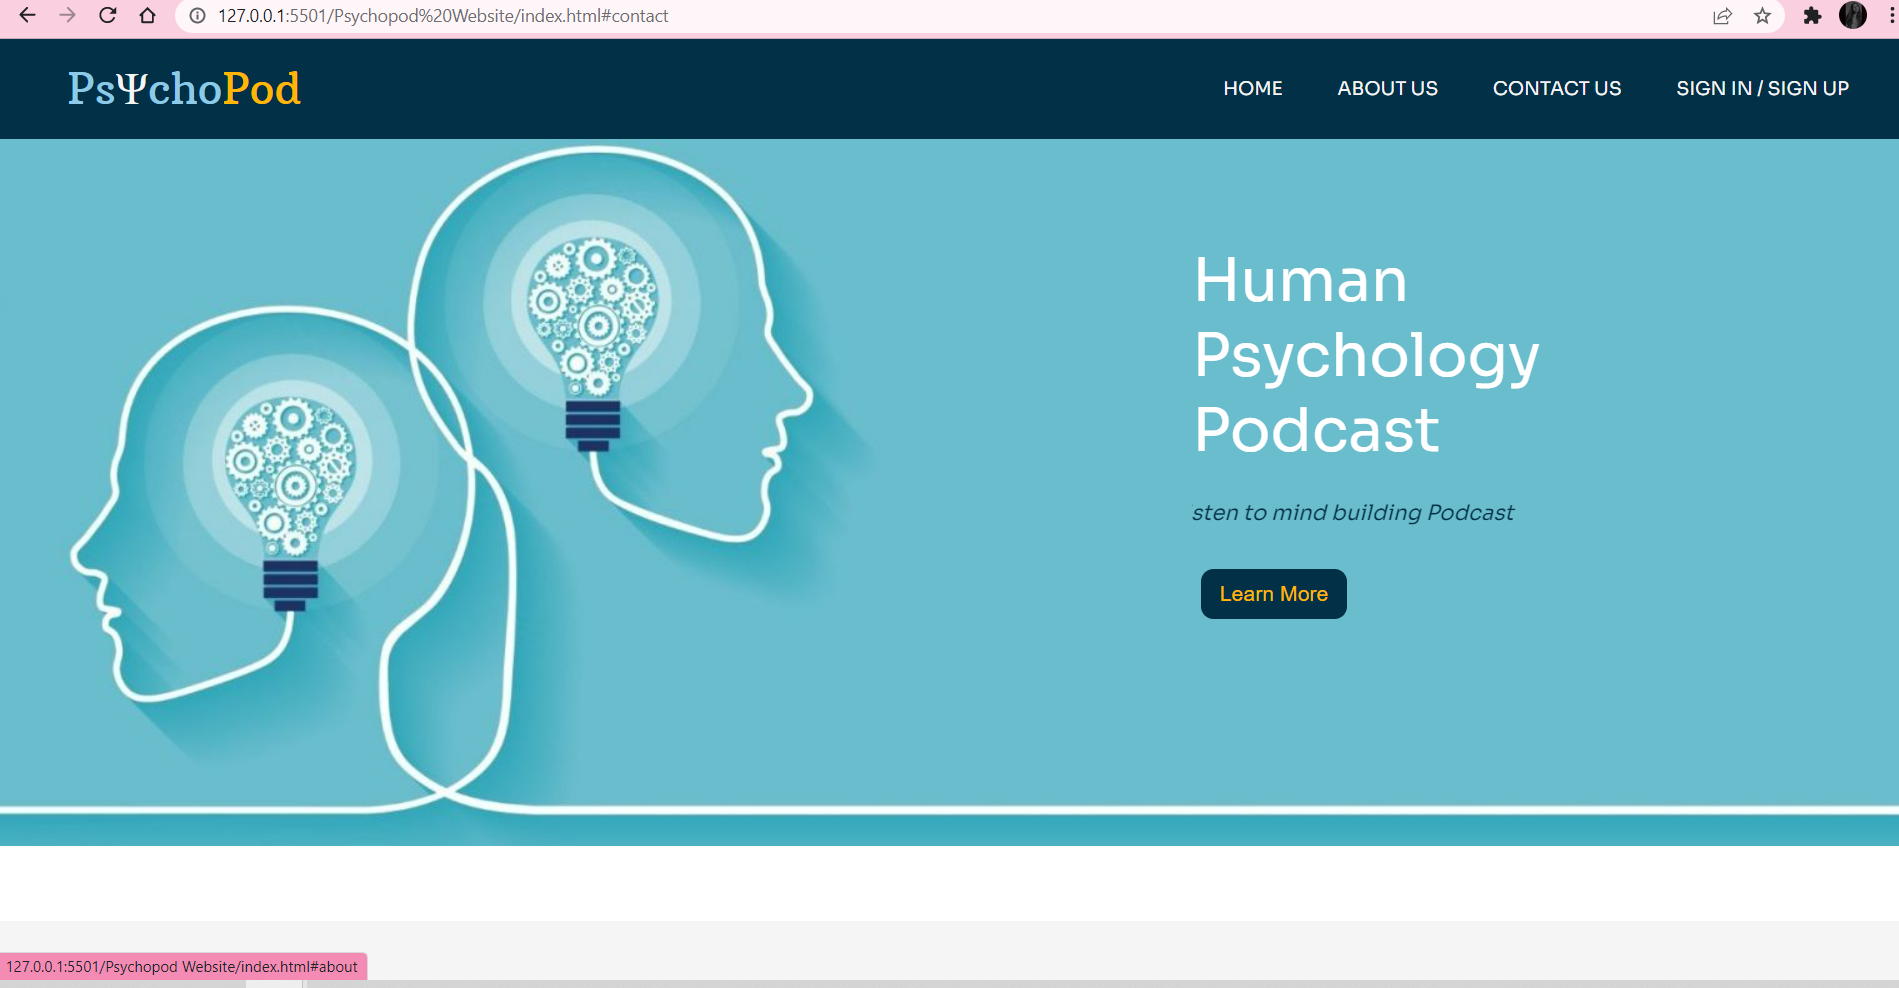 127.0.0.1:5501/Psychopod%20Website/index.html#contact
PsΨchoPod
HOME ABOUT US CONTACT US SIGN IN / SIGN UP
Human
Psychology
Podcast
sten to mind building Podcast
Learn More
127.0.0.1:5501/Psychopod Website/index.html#about